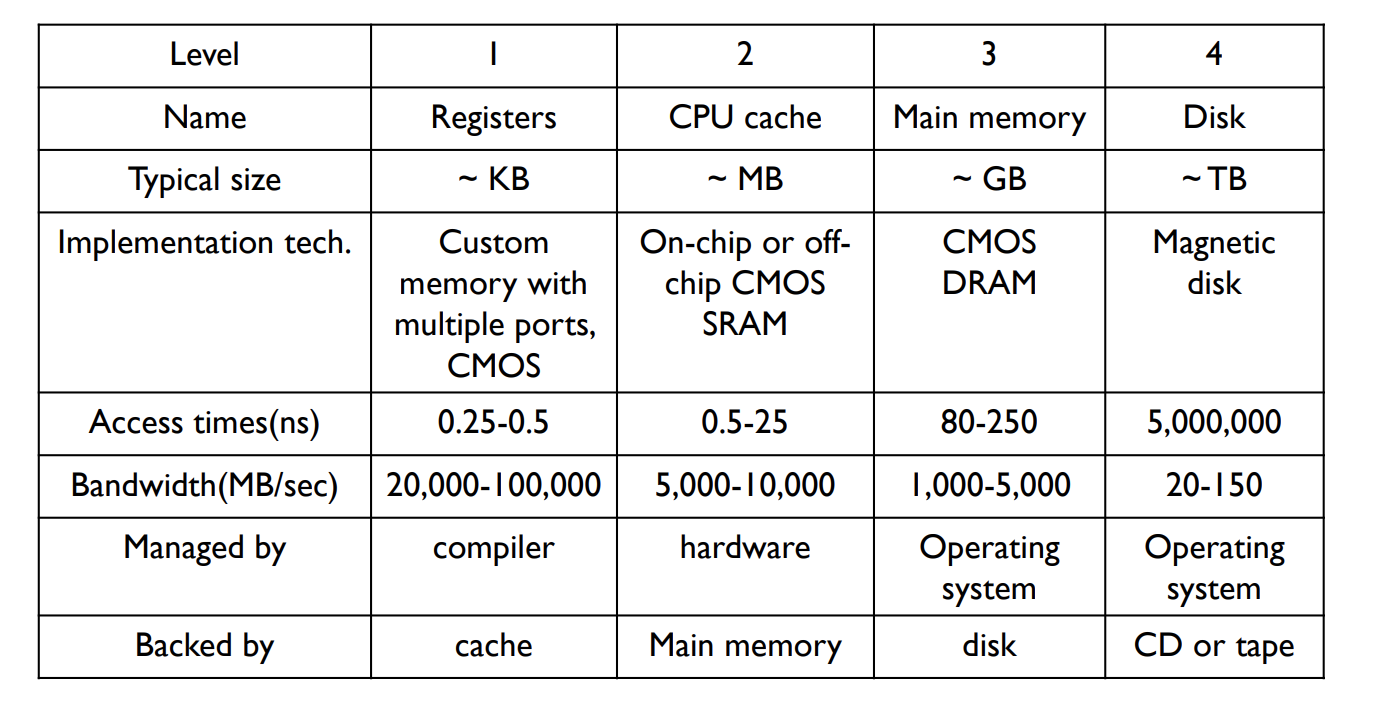 Level 1 2 3 4
Name Registers CPU cache Main memory Disk
Typical size ~ KB ~ MB ~ GB ~ TB
Implementation tech. Custom memory with multiple ports, CMOS On-chip or off-chip CMOS SRAM CMOS DRAM Magnetic disk
Access times(ns) 0.25-0.5 0.5-25 80-250 5,000,000
Bandwidth(MB/sec) 20,000-100,000 5,000-10,000 1,000-5,000 20-150
Managed by compiler hardware Operating system Operating system
Backed by cache Main memory disk CD or tape